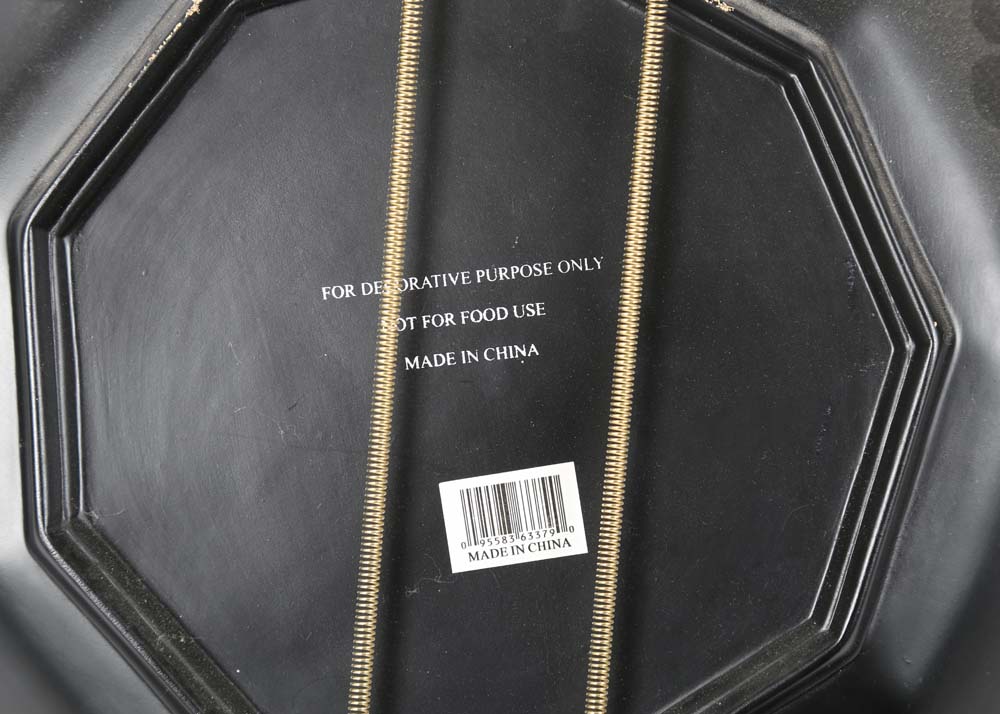 FOR DECORATIVE PURPOSE ONLY
NOT FOR FOOD USE
MADE IN CHINA
0 95583 63379 0
MADE IN CHINA